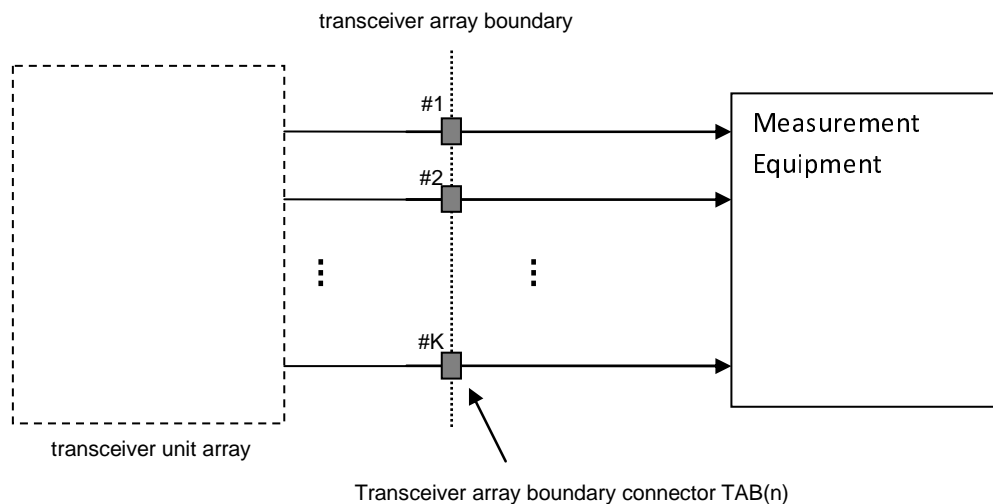 transceiver array boundary
#1
Measurement
Equipment
#2
#K
transceiver unit array
Transceiver array boundary connector TAB(n)